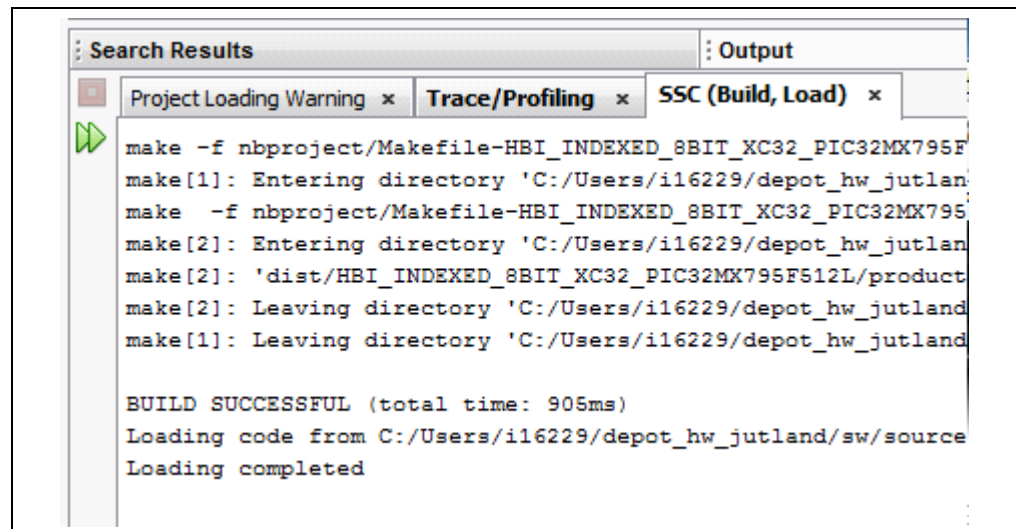 Search Results Output
Project Loading Warning x Trace/Profiling x SSC (Build, Load) x
make -f nbproject/Makefile-HBI_INDEXED_8BIT_XC32_PIC32MX795F
make[1]: Entering directory 'C:/Users/i16229/depot_hw_jutlan
make  -f nbproject/Makefile-HBI_INDEXED_8BIT_XC32_PIC32MX795
make[2]: Entering directory 'C:/Users/i16229/depot_hw_jutlan
make[2]: 'dist/HBI_INDEXED_8BIT_XC32_PIC32MX795F512L/product
make[2]: Leaving directory 'C:/Users/i16229/depot_hw_jutland
make[1]: Leaving directory 'C:/Users/i16229/depot_hw_jutland
BUILD SUCCESSFUL (total time: 905ms)
Loading code from C:/Users/i16229/depot_hw_jutland/sw/source
Loading completed